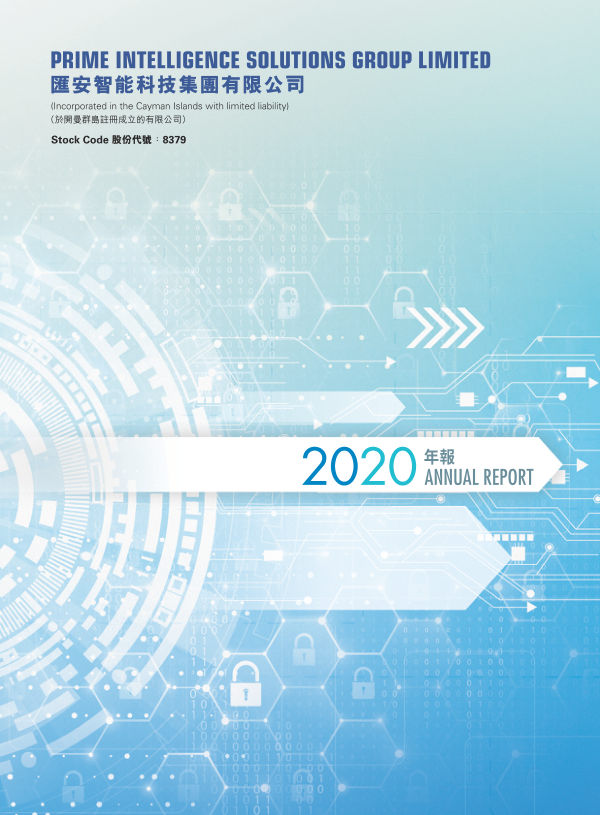 PRIME INTELLIGENCE SOLUTIONS GROUP LIMITED
匯安智能科技集團有限公司
(Incorporated in the Cayman Islands with limited liability)
（於開曼群島註冊成立的有限公司）
Stock Code 股份代號：8379
2020 年報
ANNUAL REPORT